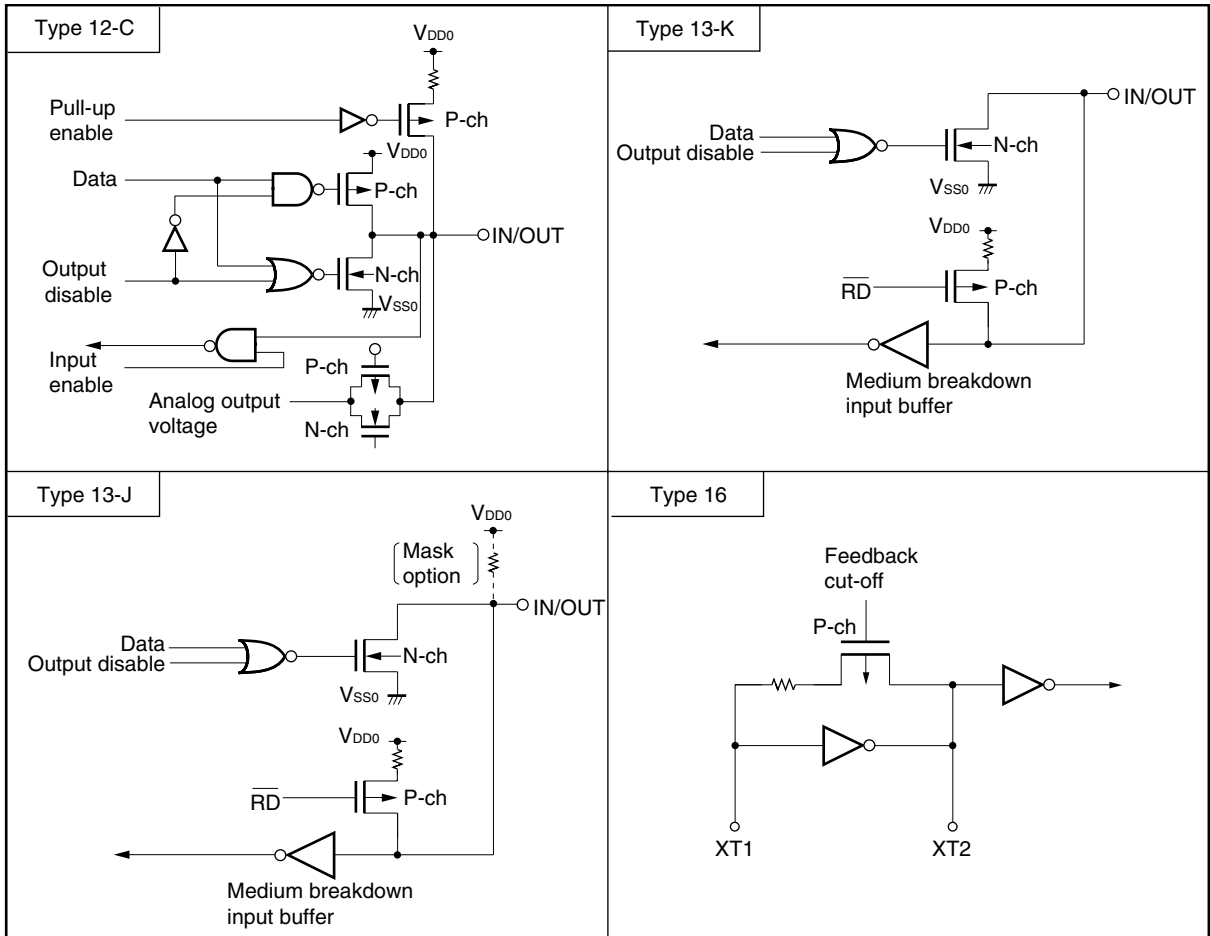 Type 12-C
VDD0
Pull-up
enable
P-ch
VDD0
Data
P-ch
IN/OUT
Output
disable
N-ch
VSS0
Input
enable
P-ch
Analog output
voltage
N-ch
Type 13-K
IN/OUT
Data
Output disable
N-ch
VSS0
VDD0
RD
P-ch
Medium breakdown
input buffer
Type 13-J
VDD0
Mask
option
IN/OUT
Data
Output disable
N-ch
VSS0
VDD0
RD
P-ch
Medium breakdown
input buffer
Type 16
Feedback
cut-off
P-ch
XT1
XT2